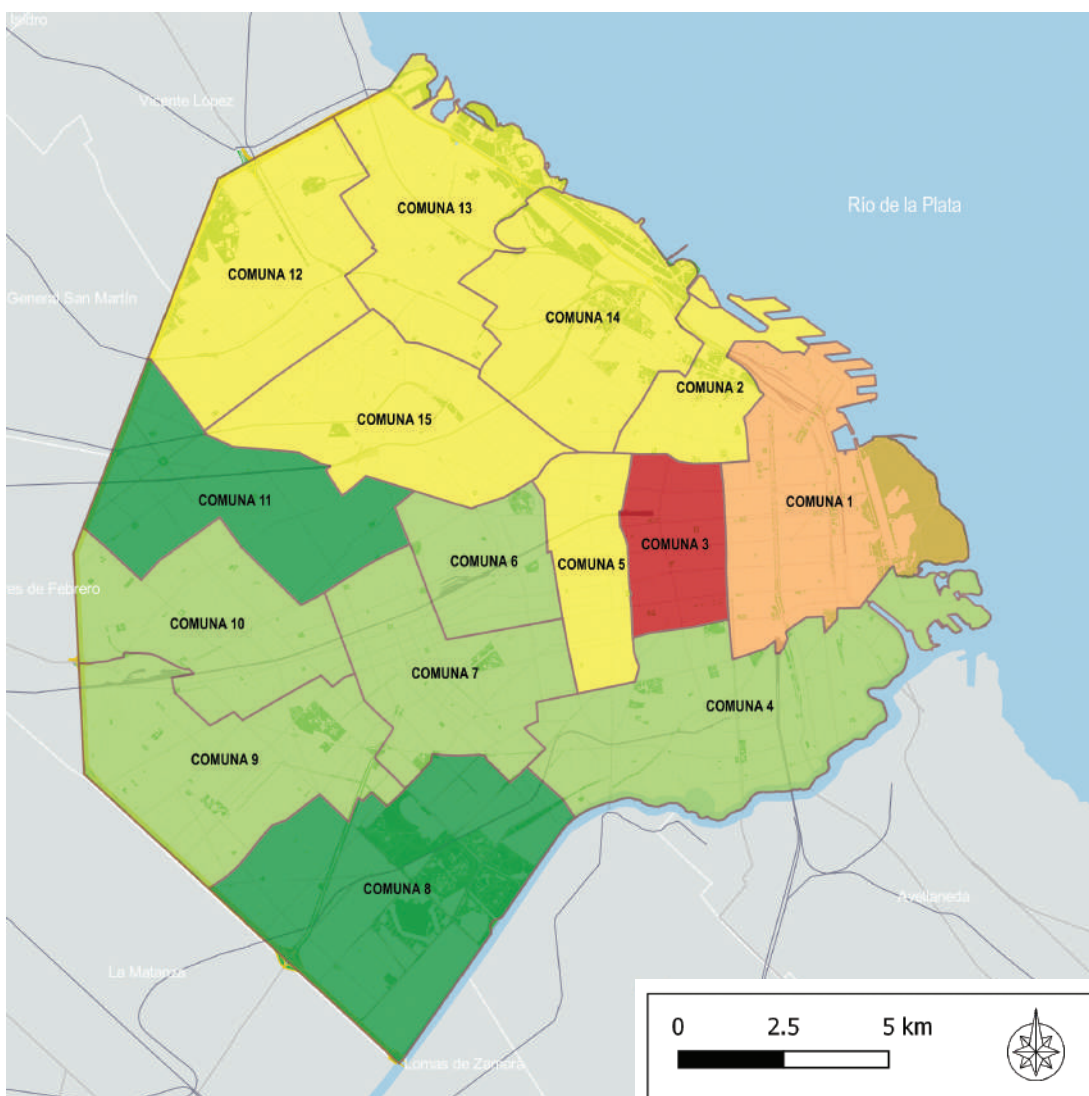 Isidro
Vicente López
COMUNA 13
Río de la Plata
COMUNA 12
General San Martín
COMUNA 14
COMUNA 2
COMUNA 15
COMUNA 11
COMUNA 1
COMUNA 3
COMUNA 6
COMUNA 5
es de Febrero
COMUNA 10
COMUNA 7
COMUNA 4
COMUNA 9
COMUNA 8
Avellaneda
La Matanza
Lomas de Zamora
0 2.5 5 km